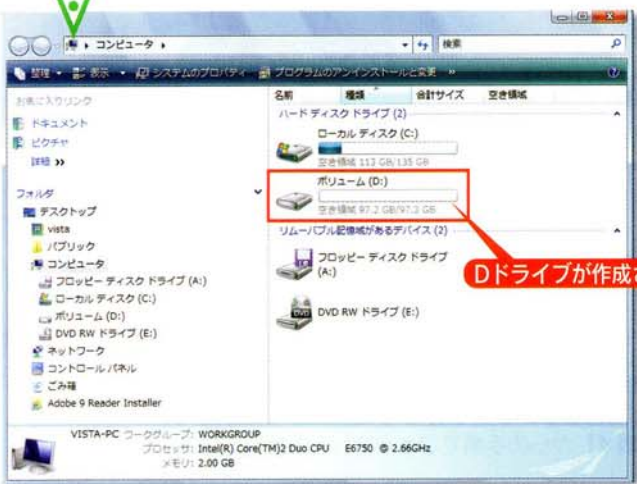 コンピュータ
検索
整理 表示 システムのプロパティ プログラムのアンインストールと変更 »
お気に入りリンク
ドキュメント
ピクチャ
詳細 »
フォルダ
デスクトップ
vista
パブリック
コンピュータ
フロッピー ディスク ドライブ (A:)
ローカル ディスク (C:)
ボリューム (D:)
DVD RW ドライブ (E:)
ネットワーク
コントロール パネル
ごみ箱
Adobe 9 Reader Installer
名前 種類 合計サイズ 空き領域
ハード ディスク ドライブ (2)
ローカル ディスク (C:)
空き領域 113 GB/135 GB
ボリューム (D:)
空き領域 97.2 GB/97.3 GB
リムーバブル記憶域があるデバイス (2)
フロッピー ディスク ドライブ
(A:)
DVD RW ドライブ (E:)
Dドライブが作成
VISTA-PC ワークグループ: WORKGROUP
プロセッサ: Intel(R) Core(TM)2 Duo CPU E6750 @ 2.66GHz
メモリ: 2.00 GB